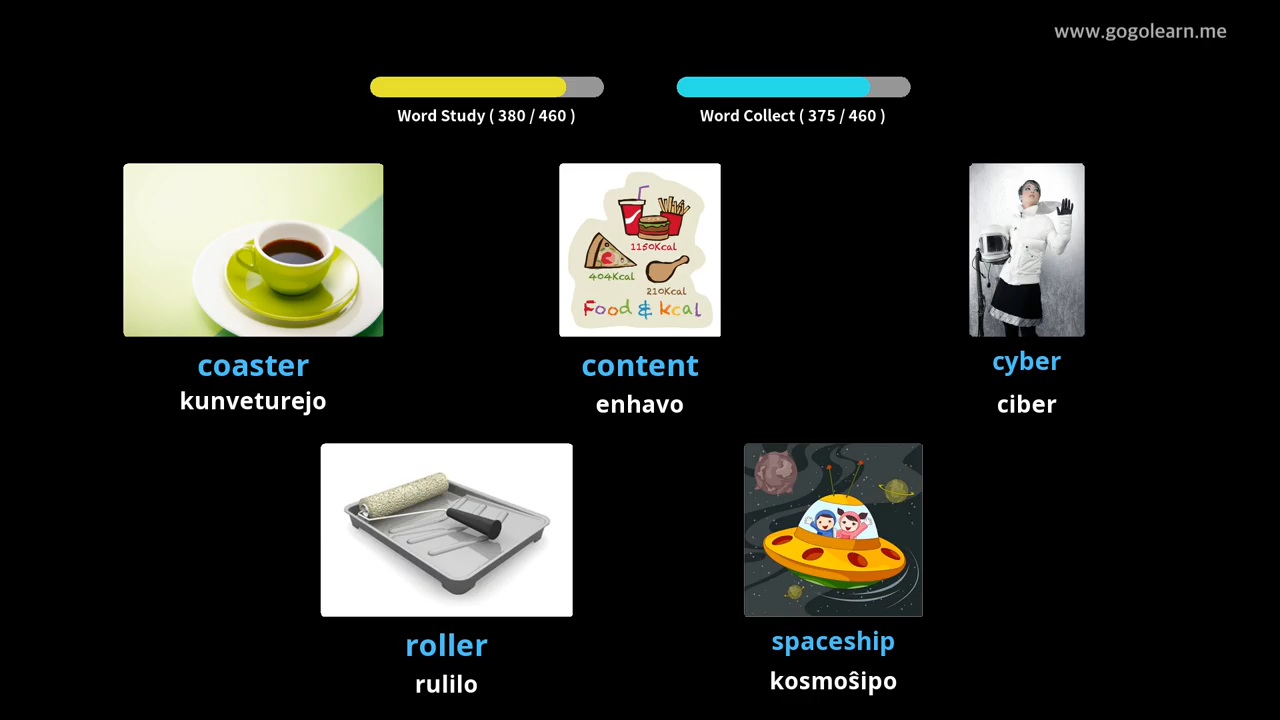 www.gogolearn.me
Word Study ( 380 / 460 )
Word Collect ( 375 / 460 )
1150Kcal
404Kcal
210Kcal
Food & kcal
coaster
kunveturejo
content
enhavo
cyber
ciber
roller
rulilo
spaceship
kosmoŝipo